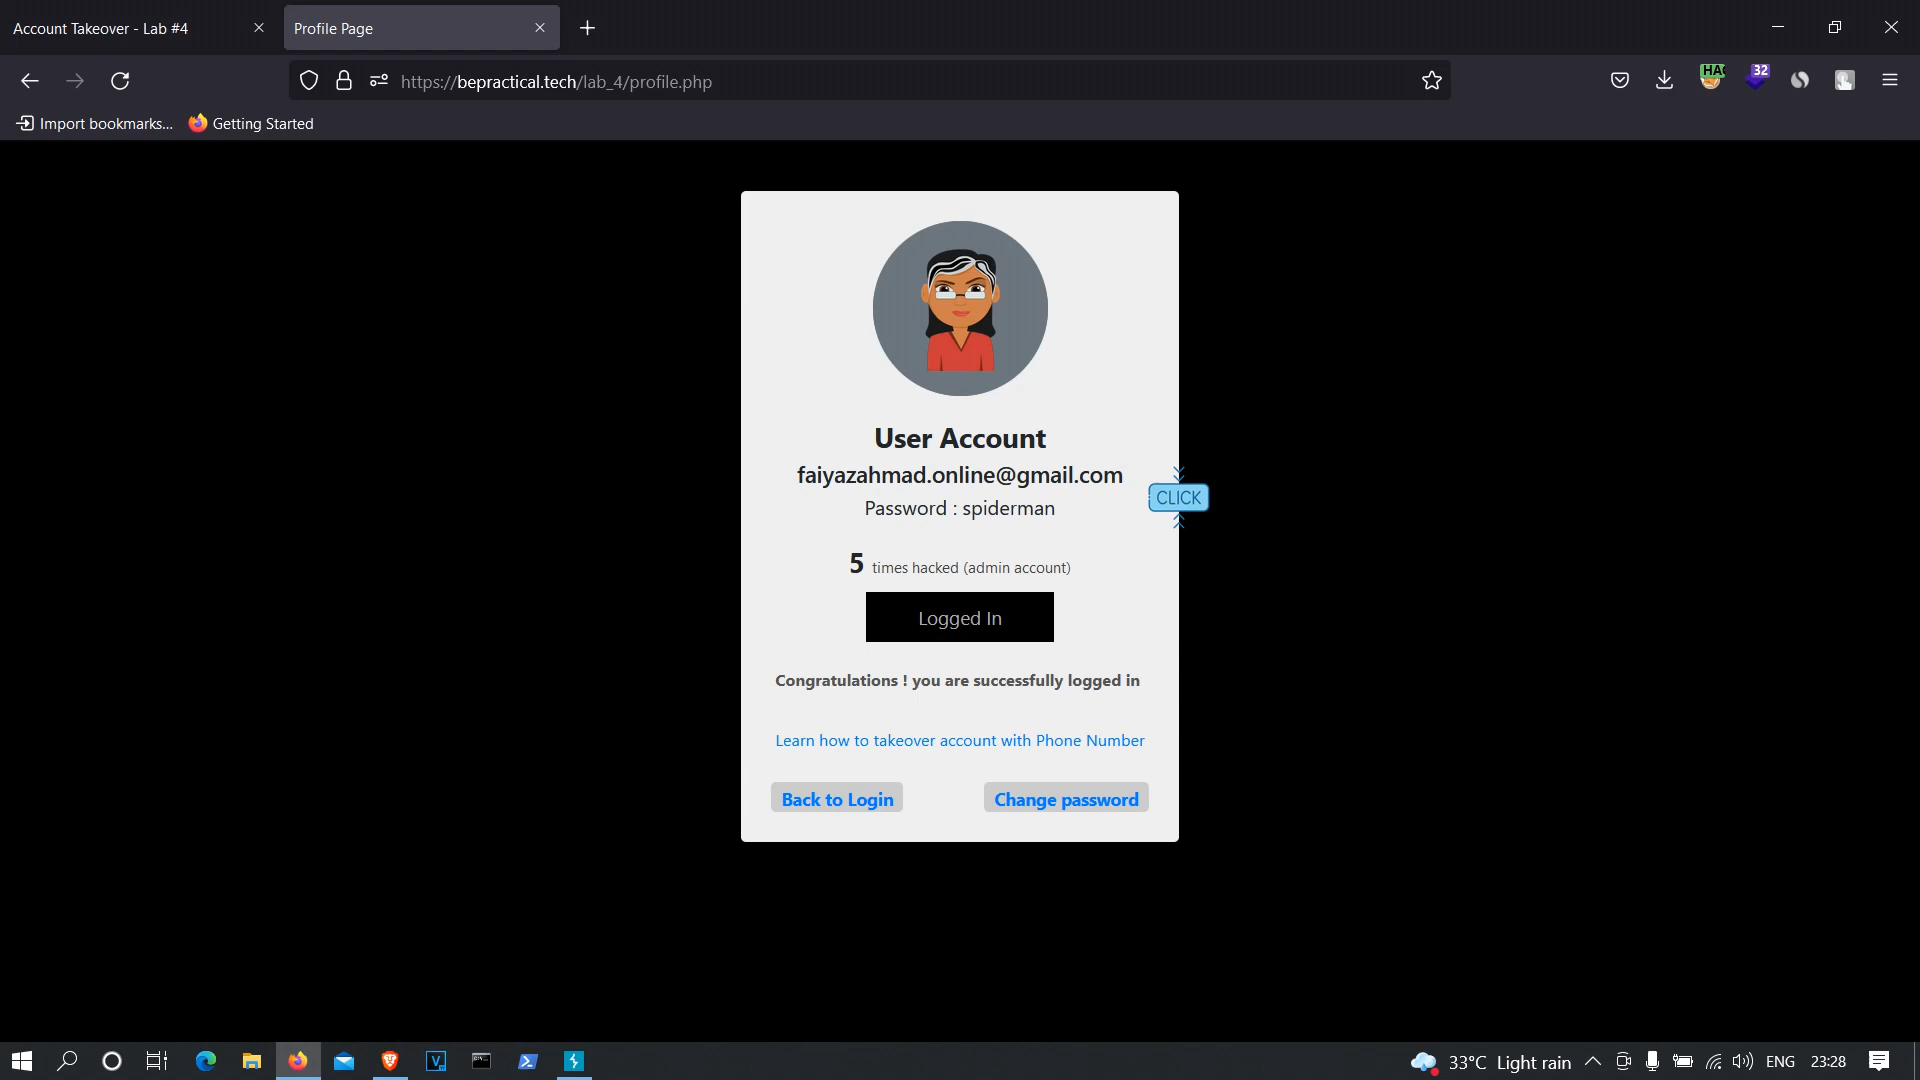 Account Takeover - Lab #4
Profile Page
https://bepractical.tech/lab_4/profile.php
HAC
32
Import bookmarks...
Getting Started
User Account
faiyazahmad.online@gmail.com
Password : spiderman
CLICK
5 times hacked (admin account)
Logged In
Congratulations ! you are successfully logged in
Learn how to takeover account with Phone Number
Back to Login
Change password
V
33°C Light rain
ENG
23:28